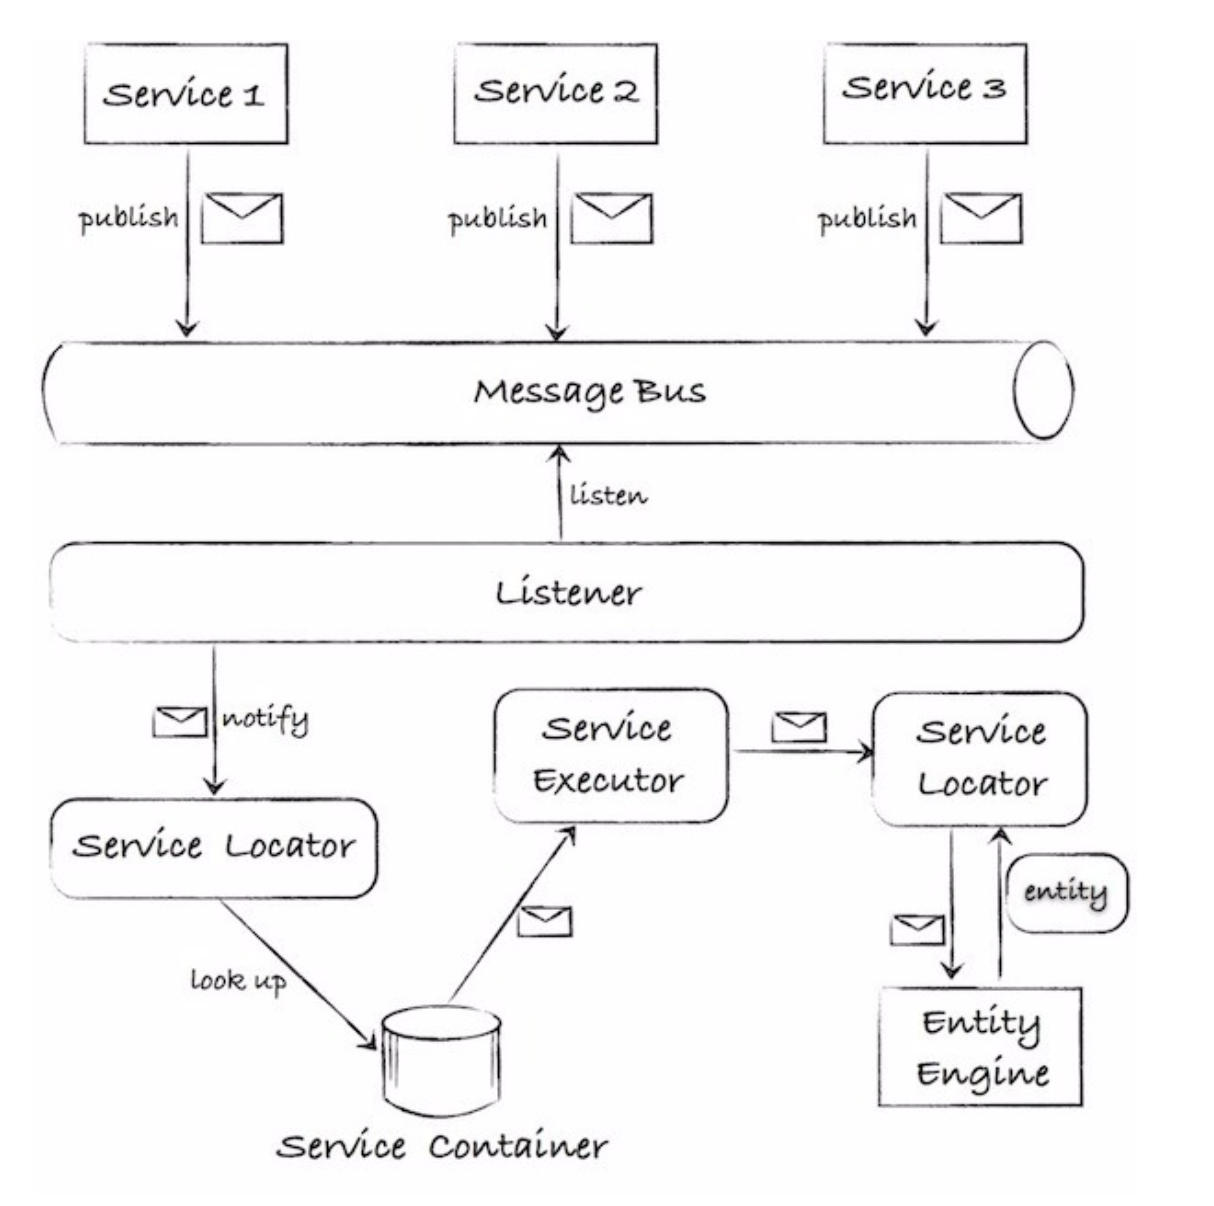 Service 1
Service 2
Service 3
publish
publish
publish
Message Bus
listen
Listener
notify
Service
Executor
Service
Locator
Service Locator
entity
look up
Entity
Engine
Service Container